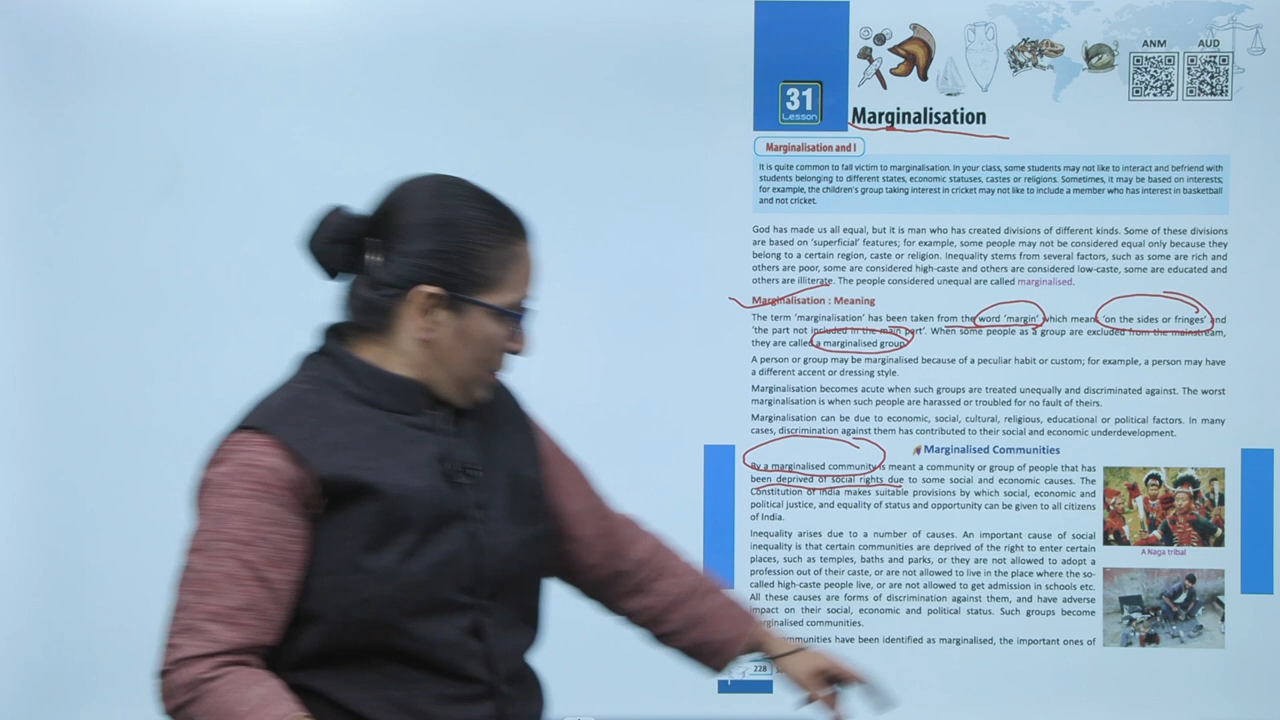 ANM AUD
31
Lesson
Marginalisation
Marginalisation and I
It is quite common to fall victim to marginalisation. In your class, some students may not like to interact and befriend with
students belonging to different states, economic statuses, castes or religions. Sometimes, it may be based on interests;
for example, the children's group taking interest in cricket may not like to include a member who has interest in basketball
and not cricket.
God has made us all equal, but it is man who has created divisions of different kinds. Some of these divisions
are based on 'superficial' features; for example, some people may not be considered equal only because they
belong to a certain region, caste or religion. Inequality stems from several factors, such as some are rich and
others are poor, some are considered high-caste and others are considered low-caste, some are educated and
others are illiterate. The people considered unequal are called marginalised.
Marginalisation : Meaning
The term 'marginalisation' has been taken from the word 'margin' which means 'on the sides or fringes' and
'the part not included in the main part'. When some people as a group are excluded from the mainstream,
they are called a marginalised group.
A person or group may be marginalised because of a peculiar habit or custom; for example, a person may have
a different accent or dressing style.
Marginalisation becomes acute when such groups are treated unequally and discriminated against. The worst
marginalisation is when such people are harassed or troubled for no fault of theirs.
Marginalisation can be due to economic, social, cultural, religious, educational or political factors. In many
cases, discrimination against them has contributed to their social and economic underdevelopment.
Marginalised Communities
By a marginalised community is meant a community or group of people that has
been deprived of social rights due to some social and economic causes. The
Constitution of India makes suitable provisions by which social, economic and
political justice, and equality of status and opportunity can be given to all citizens
of India.
Inequality arises due to a number of causes. An important cause of social
inequality is that certain communities are deprived of the right to enter certain
places, such as temples, baths and parks, or they are not allowed to adopt a
profession out of their caste, or are not allowed to live in the place where the so-
called high-caste people live, or are not allowed to get admission in schools etc.
All these causes are forms of discrimination against them, and have adverse
impact on their social, economic and political status. Such groups become
marginalised communities.
communities have been identified as marginalised, the important ones of
A Naga tribal
228